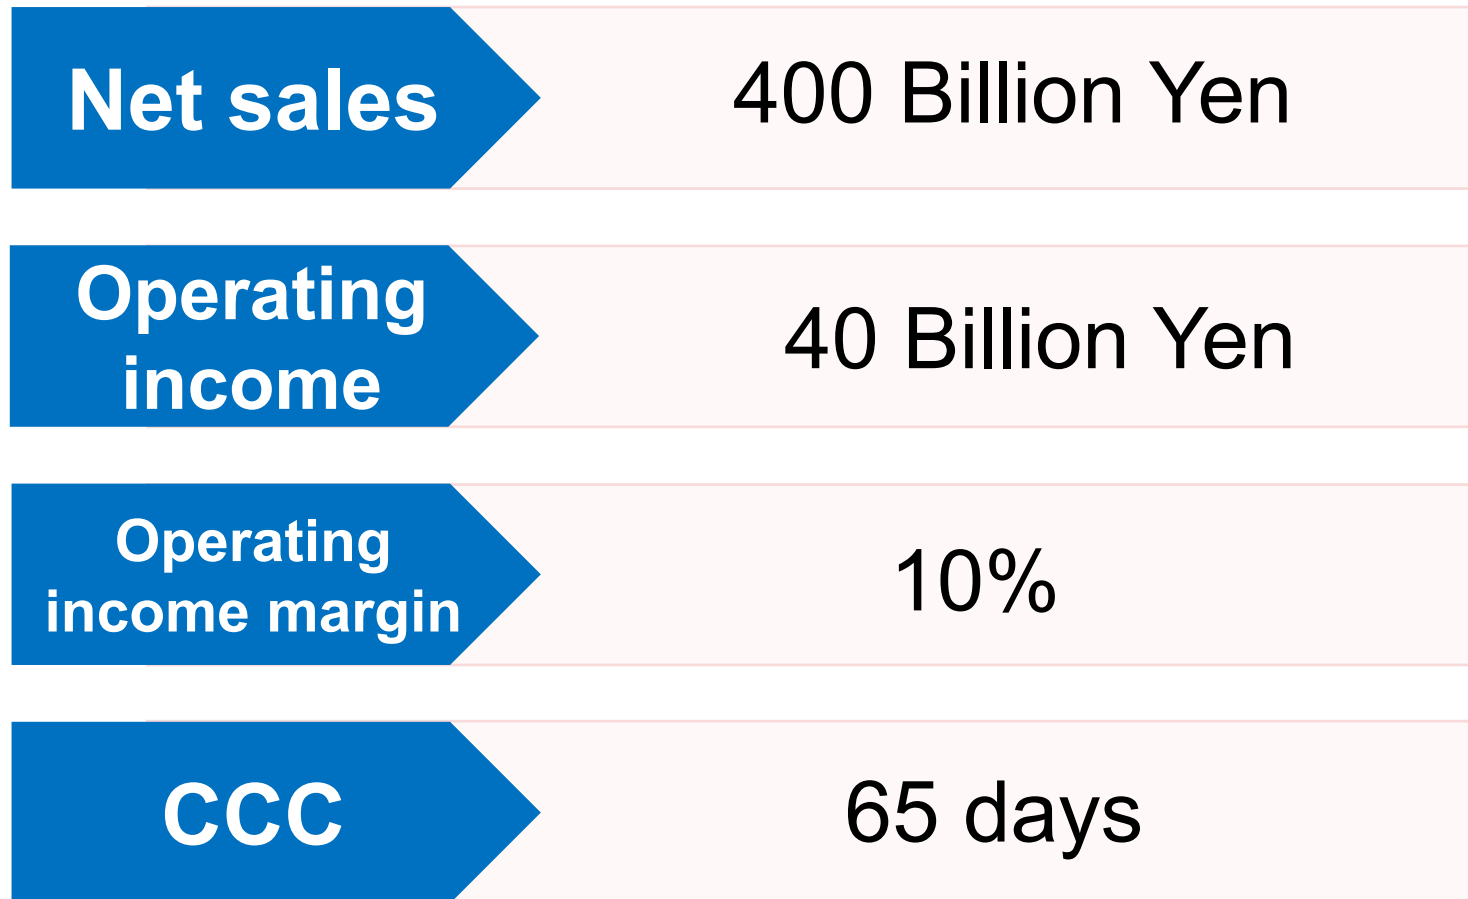 Net sales
400 Billion Yen
Operating
income
40 Billion Yen
Operating
income margin
10%
CCC
65 days